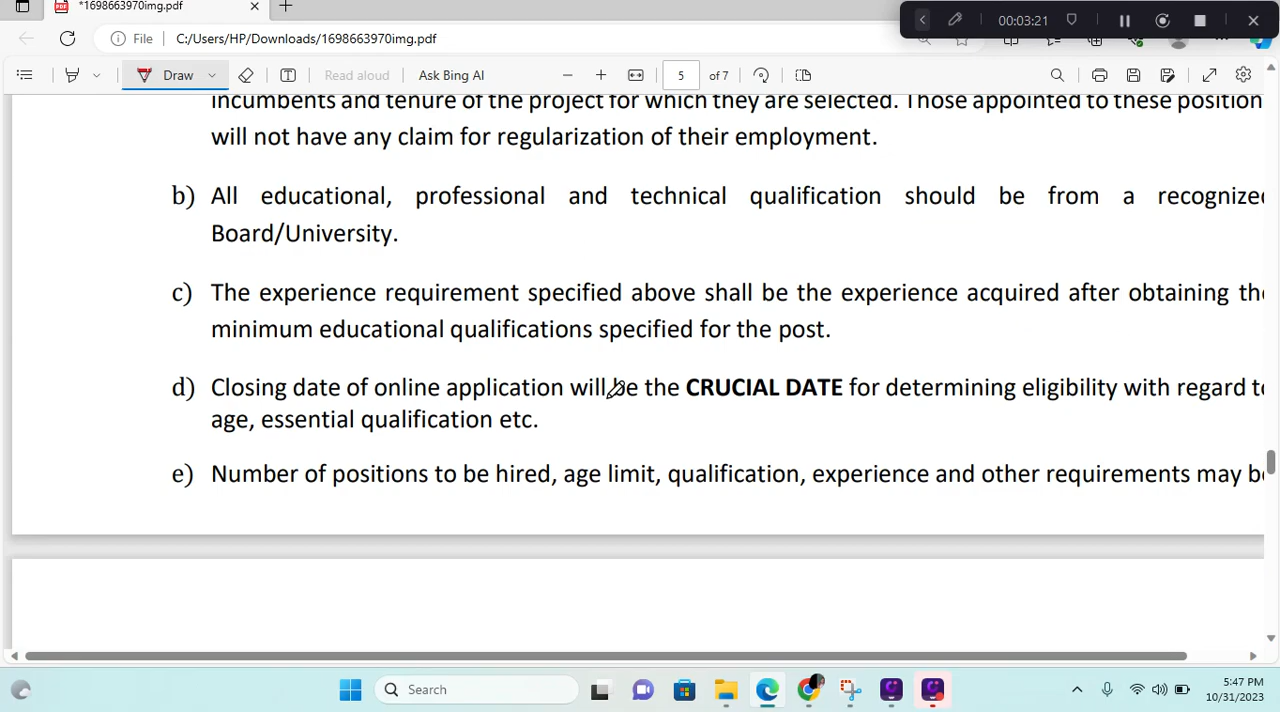 *1698663970img.pdf
00:03:21
File
C:/Users/HP/Downloads/1698663970img.pdf
Draw
Read aloud
Ask Bing AI
5
of 7
incumbents and tenure of the project for which they are selected. Those appointed to these position
will not have any claim for regularization of their employment.
b) All educational, professional and technical qualification should be from a recognized
Board/University.
c) The experience requirement specified above shall be the experience acquired after obtaining the
minimum educational qualifications specified for the post.
d) Closing date of online application will be the CRUCIAL DATE for determining eligibility with regard to
age, essential qualification etc.
e) Number of positions to be hired, age limit, qualification, experience and other requirements may be
Search
5:47 PM
10/31/2023